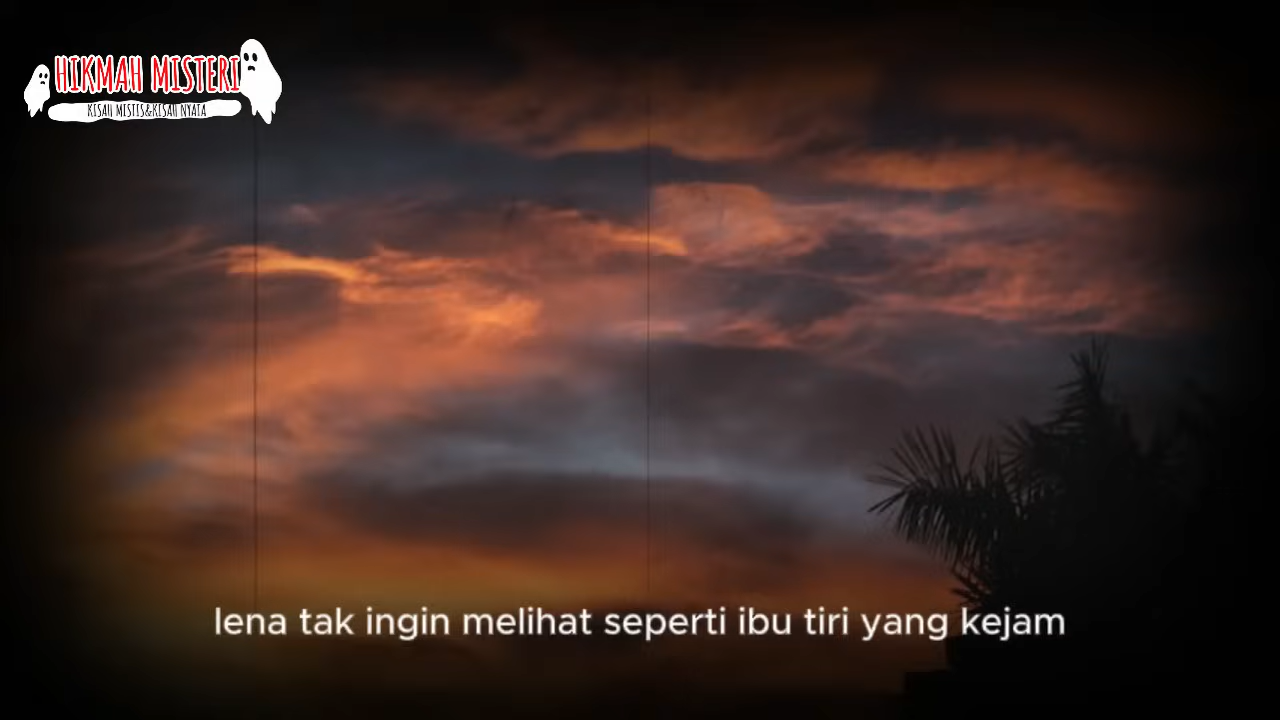 HIKMAH MISTERI
KISAH MISTIS&KISAH NYATA
lena tak ingin melihat seperti ibu tiri yang kejam